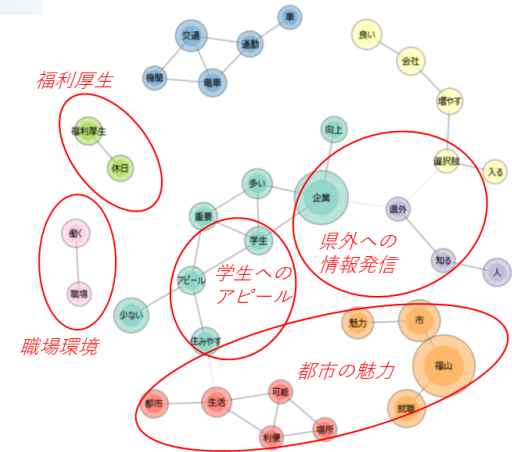 車
交通
通勤
機関
電車
良い
会社
増やす
選択肢
入る
福利厚生
福利厚生
休日
向上
多い
企業
重要
学生
県外
県外への
情報発信
知る
人
働く
職場
職場環境
アピール
学生への
アピール
少ない
住みやす
魅力
市
福山
就職
都市の魅力
都市
生活
可能
利便
場所